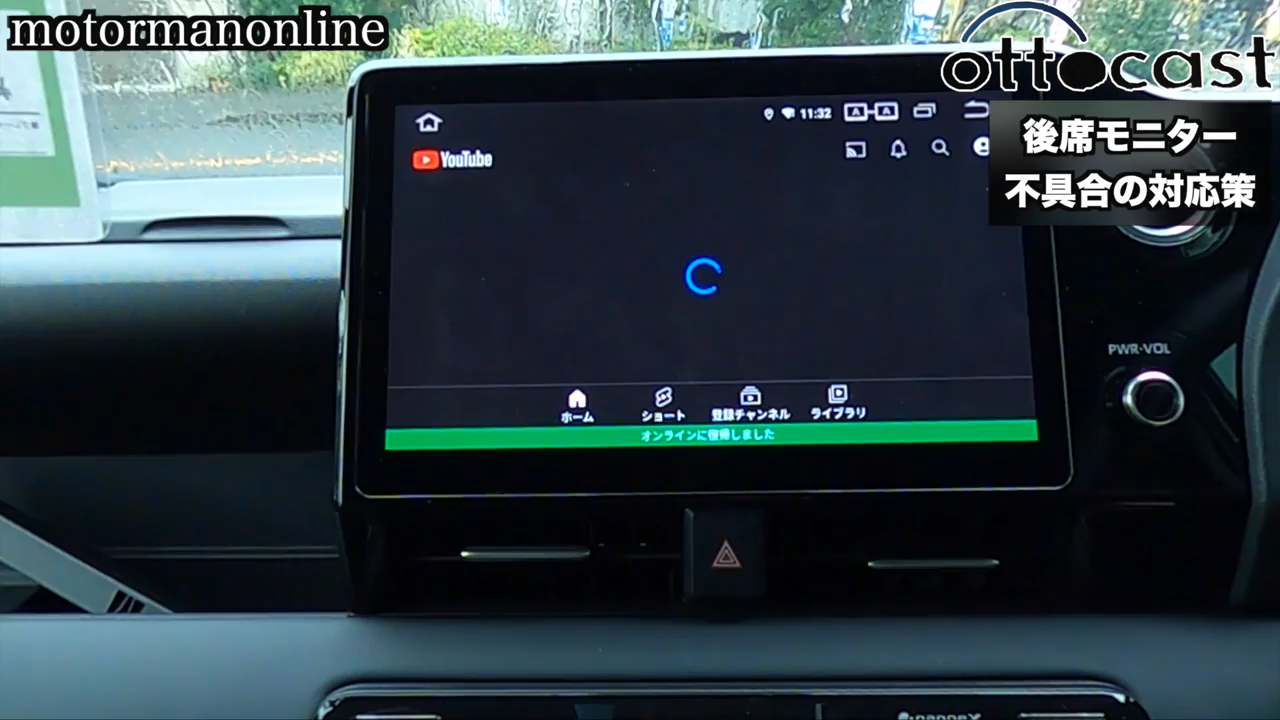 motormanonline
ottocast
後席モニター
不具合の対応策
11:32
A A
YouTube
PWR·VOL
ホーム
ショート
登録チャンネル
ライブラリ
オンラインに復帰しました
nanoe X